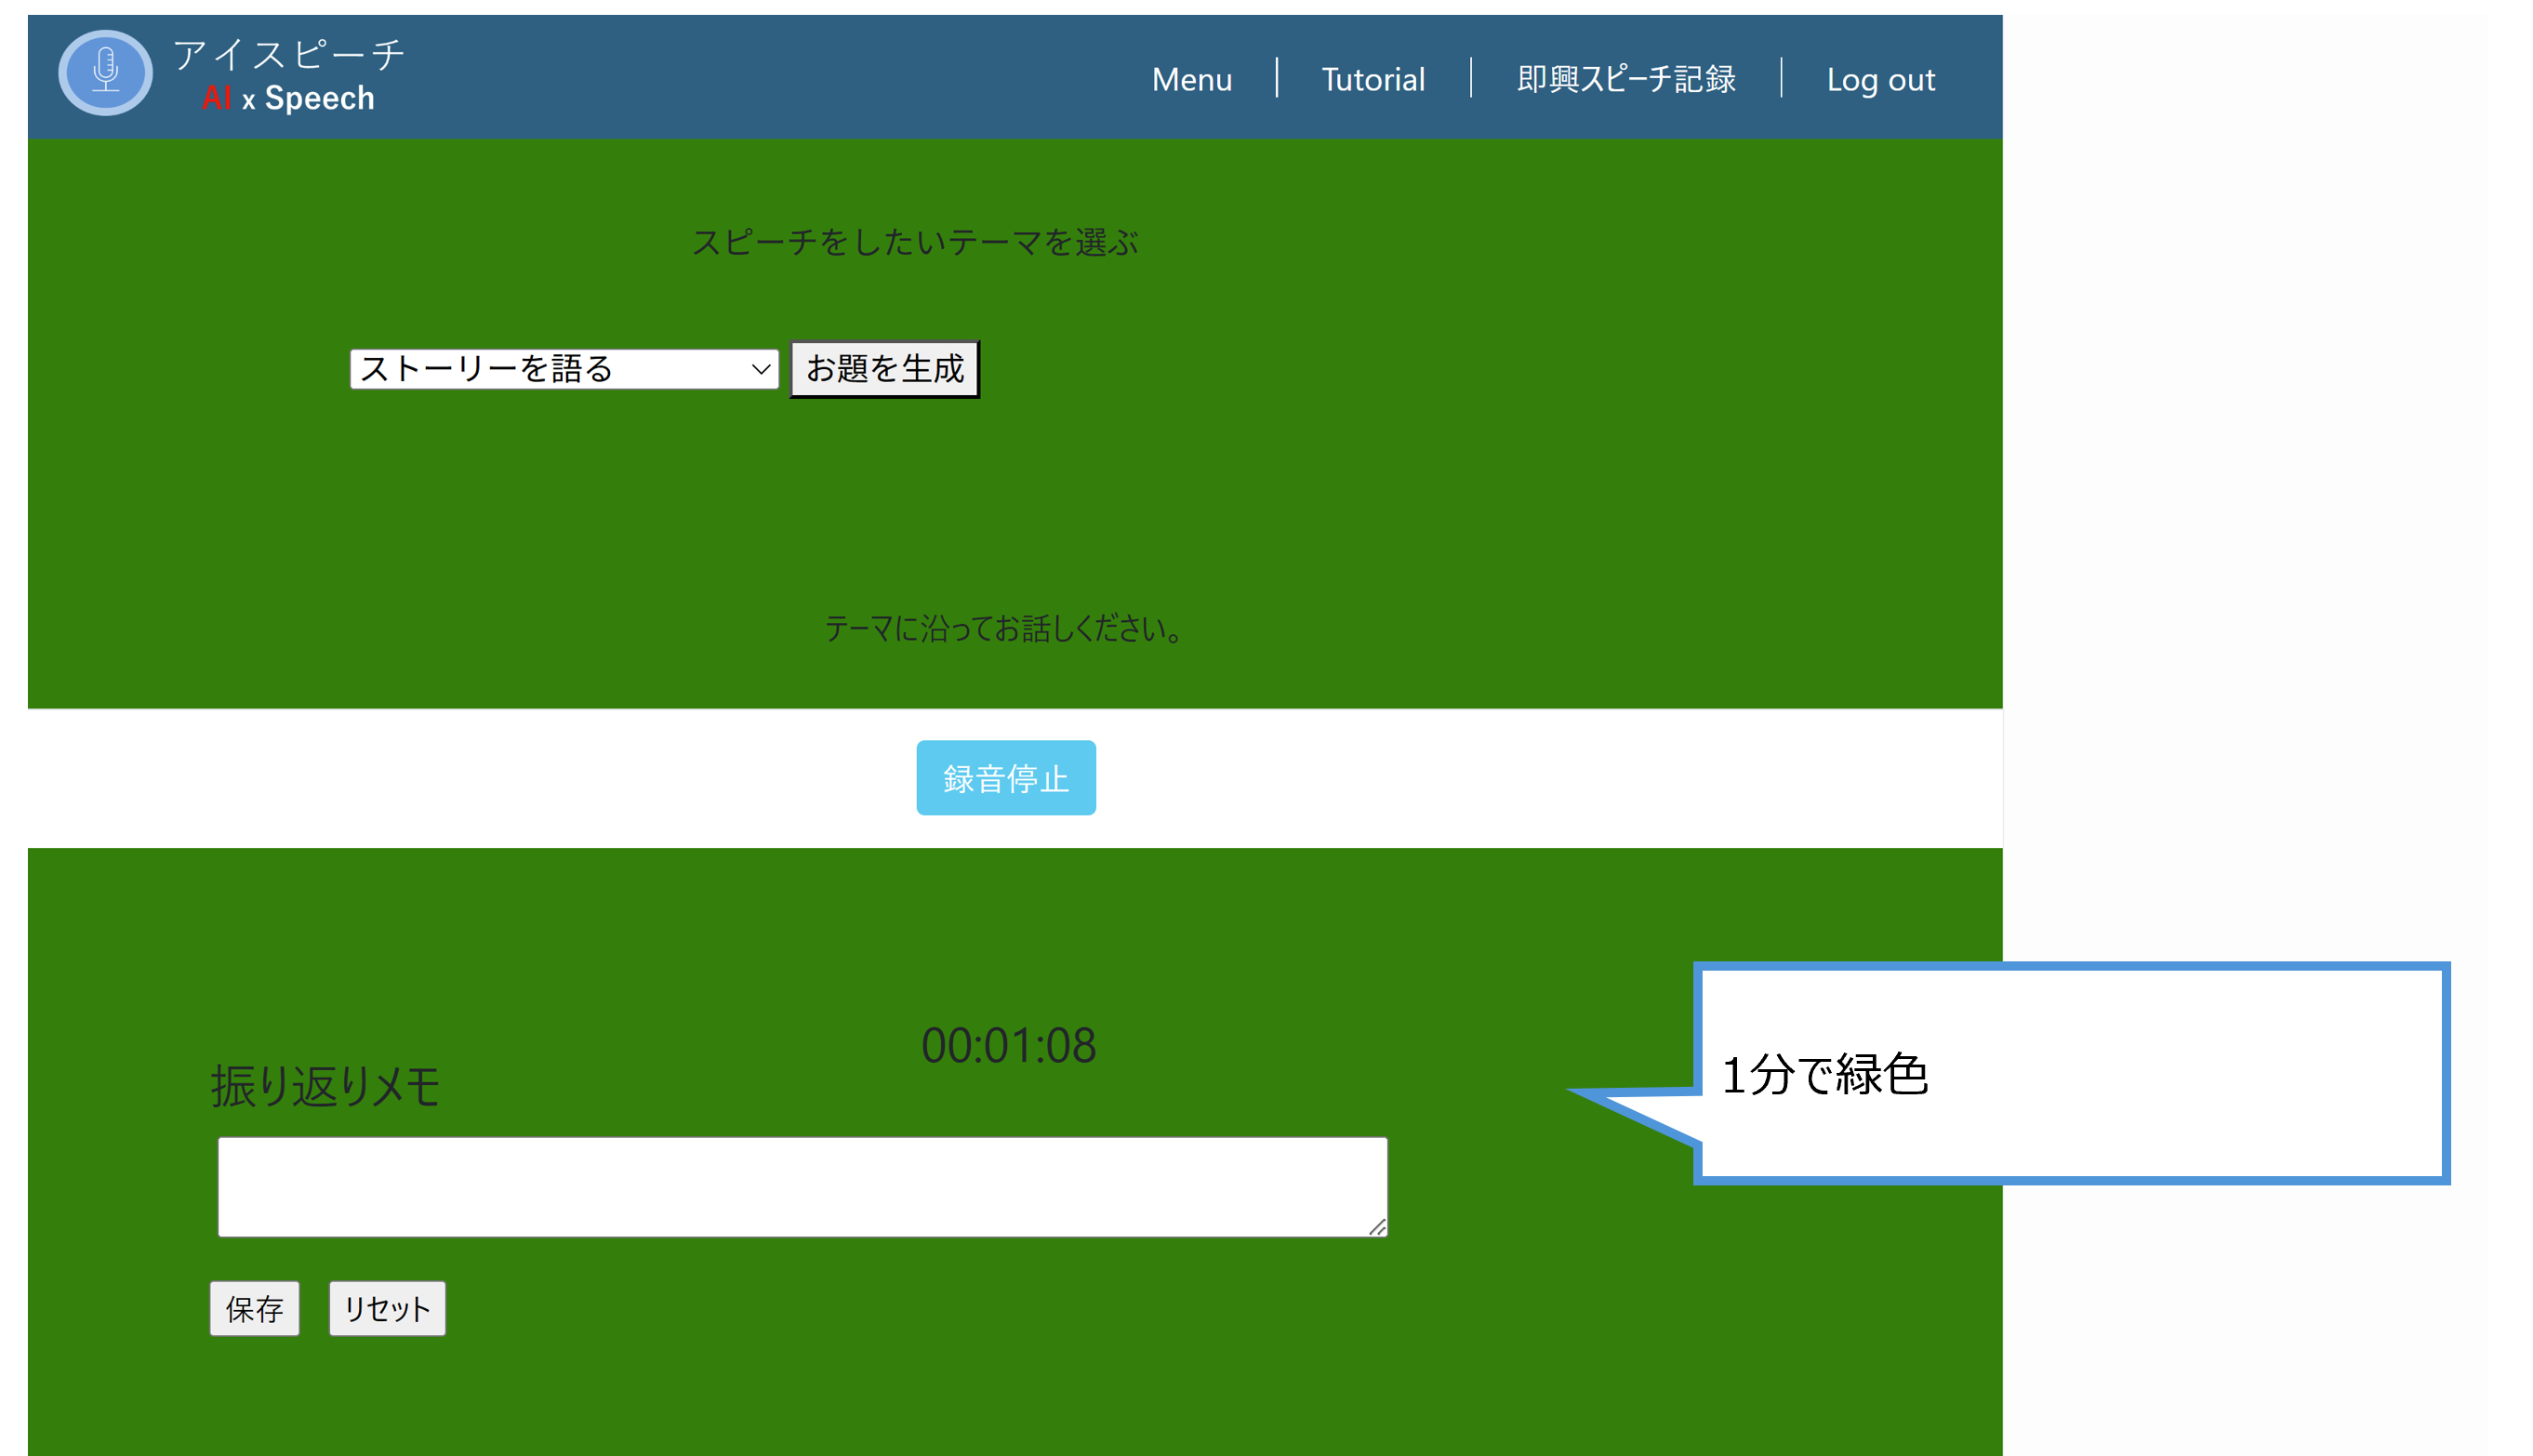 アイスピーチ
AI x Speech
Menu
Tutorial
即興スピーチ記録
Log out
スピーチをしたいテーマを選ぶ
ストーリーを語る
お題を生成
テーマに沿ってお話しください。
録音停止
00:01:08
振り返りメモ
1分で緑色
保存
リセット